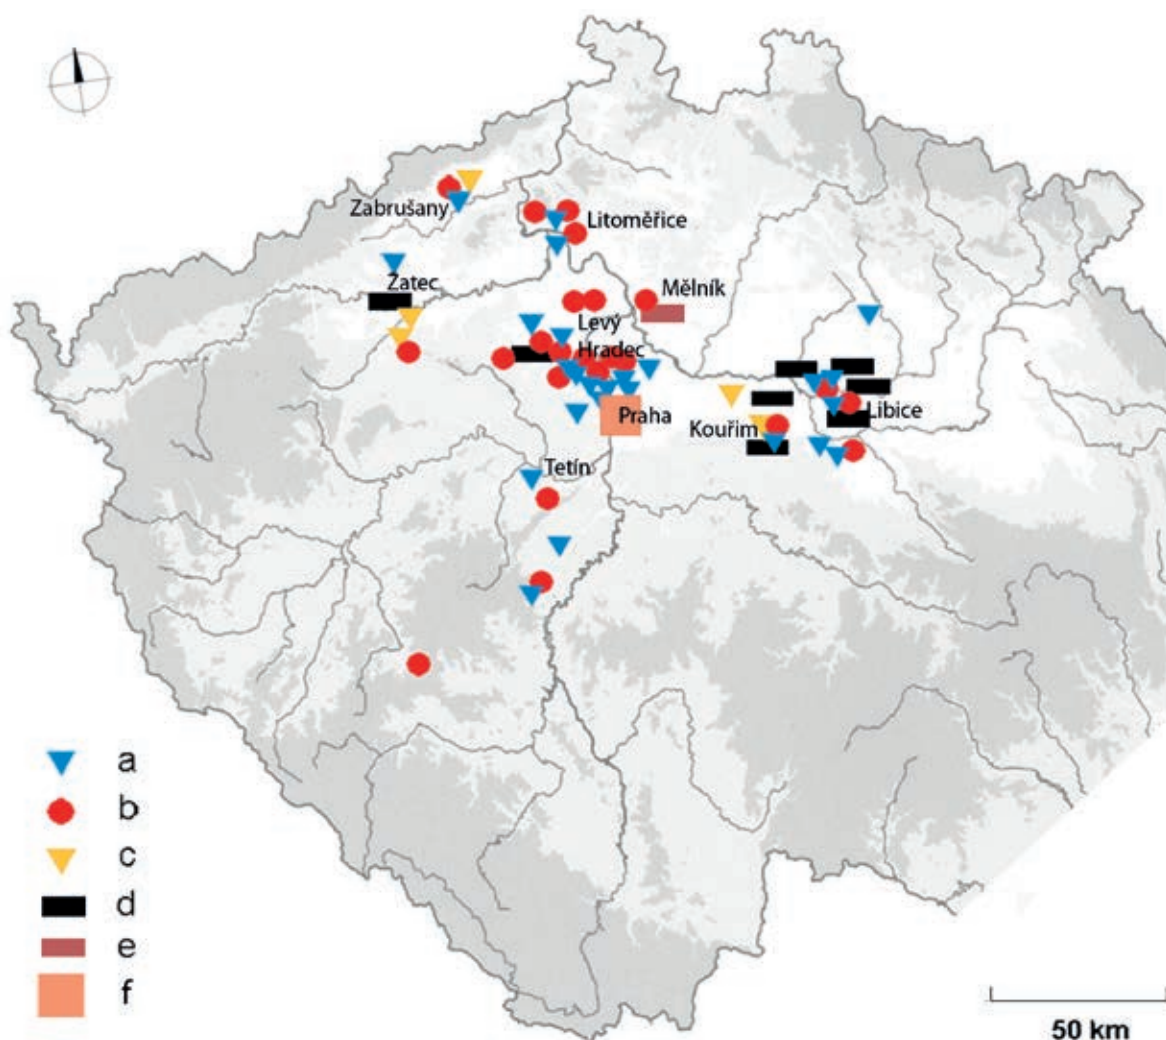 Zabrušany
Litoměřice
Žatec
Mělník
Levý
Hradec
Praha
Kouřim
Libice
Tetín
a
b
c
d
e
f
50 km